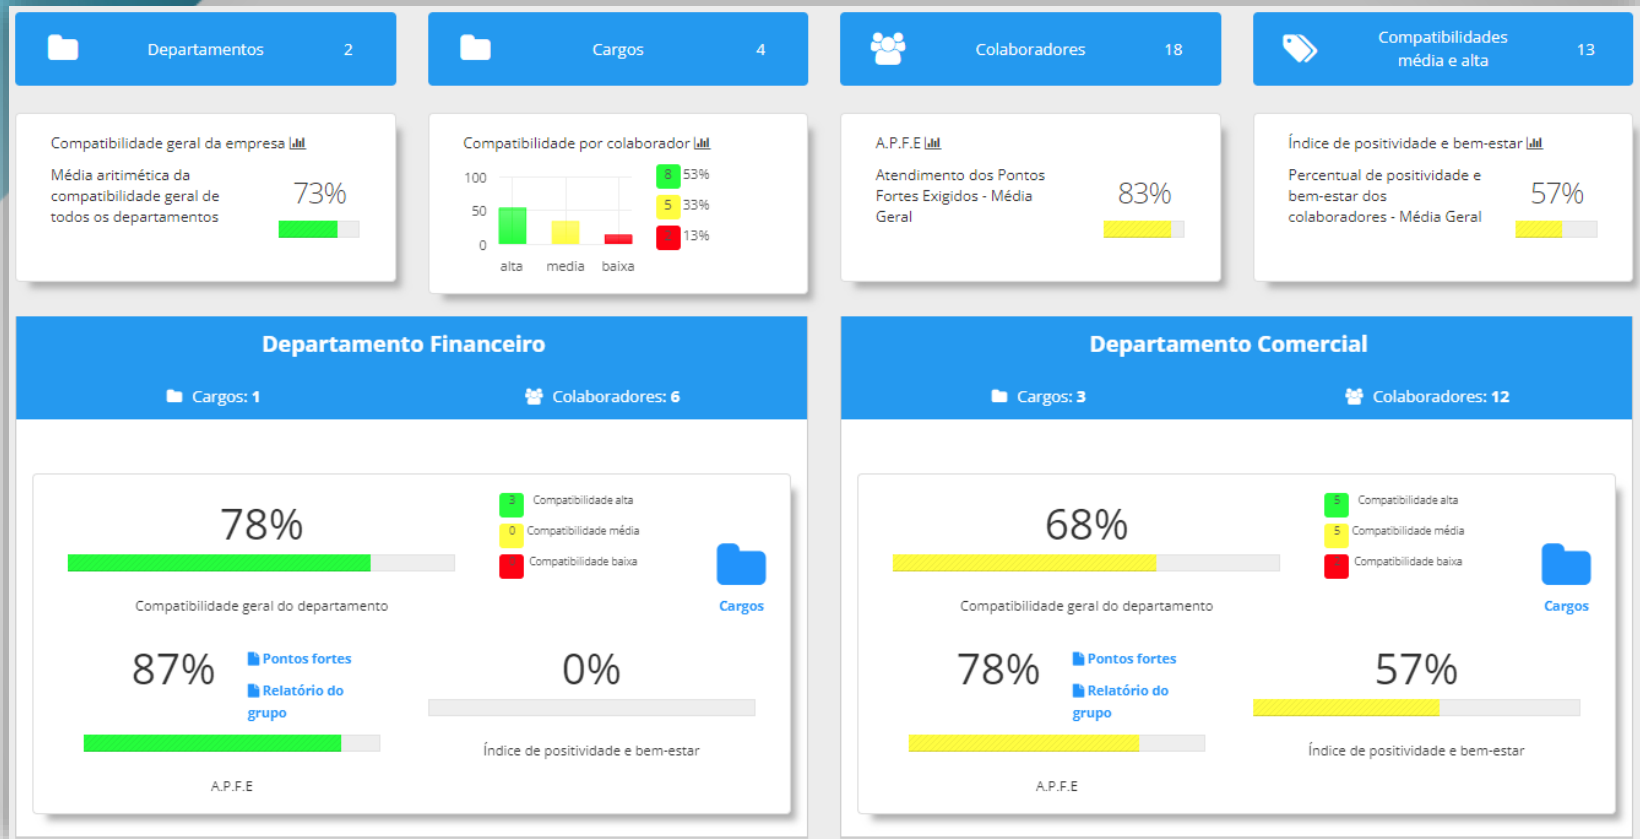 Departamentos 2
Cargos 4
Colaboradores 18
Compatibilidades
média e alta 13
Compatibilidade geral da empresa
Média aritimética da
compatibilidade geral de
todos os departamentos
73%
Compatibilidade por colaborador
100
50
0
alta media baixa
8 53%
5 33%
13%
A.P.F.E
Atendimento dos Pontos
Fortes Exigidos - Média
Geral
83%
Índice de positividade e bem-estar
Percentual de positividade e
bem-estar dos
colaboradores - Média Geral
57%
Departamento Financeiro
Cargos: 1 Colaboradores: 6
78%
Compatibilidade geral do departamento
3 Compatibilidade alta
0 Compatibilidade média
Compatibilidade baixa
Cargos
87%
Pontos fortes
Relatório do
grupo
A.P.F.E
0%
Índice de positividade e bem-estar
Departamento Comercial
Cargos: 3 Colaboradores: 12
68%
Compatibilidade geral do departamento
5 Compatibilidade alta
5 Compatibilidade média
Compatibilidade baixa
Cargos
78%
Pontos fortes
Relatório do
grupo
A.P.F.E
57%
Índice de positividade e bem-estar